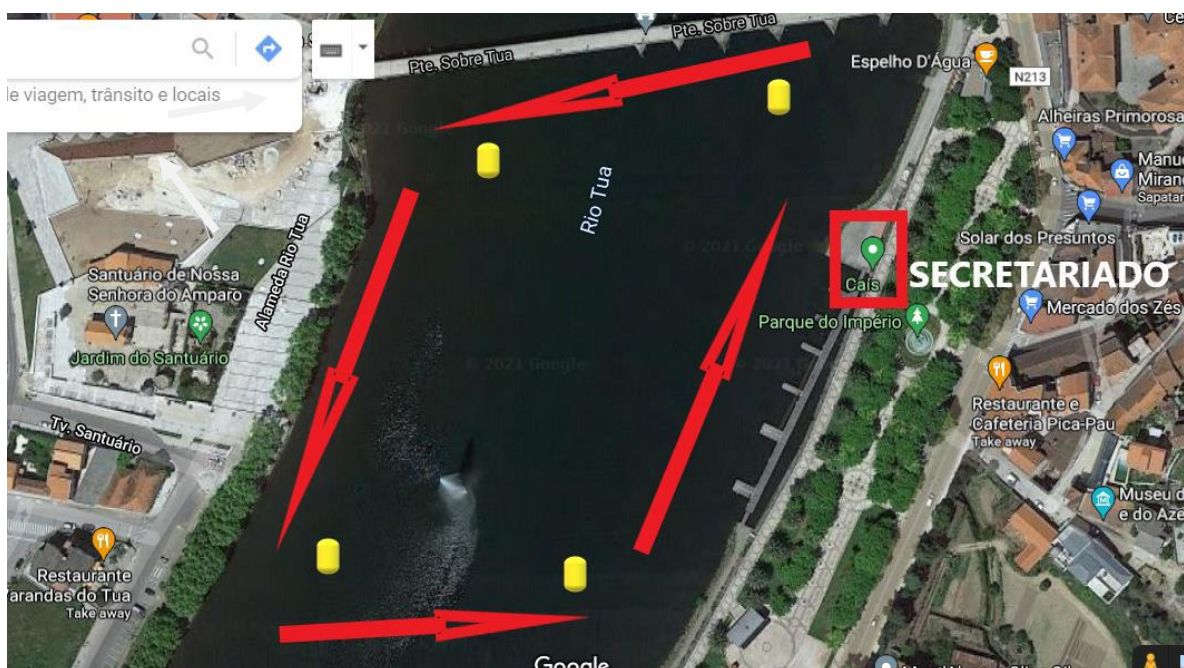 de viagem, trânsito e locais
Pte. Sobre Tua
Pte. Sobre Tua
Espelho D'Água
N213
Alheiras Primorosa
Manue
Miran
Sapatar
2021 Google
Rio Tua
© 2021 Google
Solar dos Presuntos
SECRETARIADO
Cais
Mercado dos Zés
Parque do Império
Santuário de Nossa
Senhora do Amparo
Alameda Rio Tua
Jardim do Santuário
© 2021 Google
Restaurante e
Cafeteria Pica-Pau
Take away
Tv. Santuário
Museu d
e do Aze
Restaurante
Varandas do Tua
Take away
Google